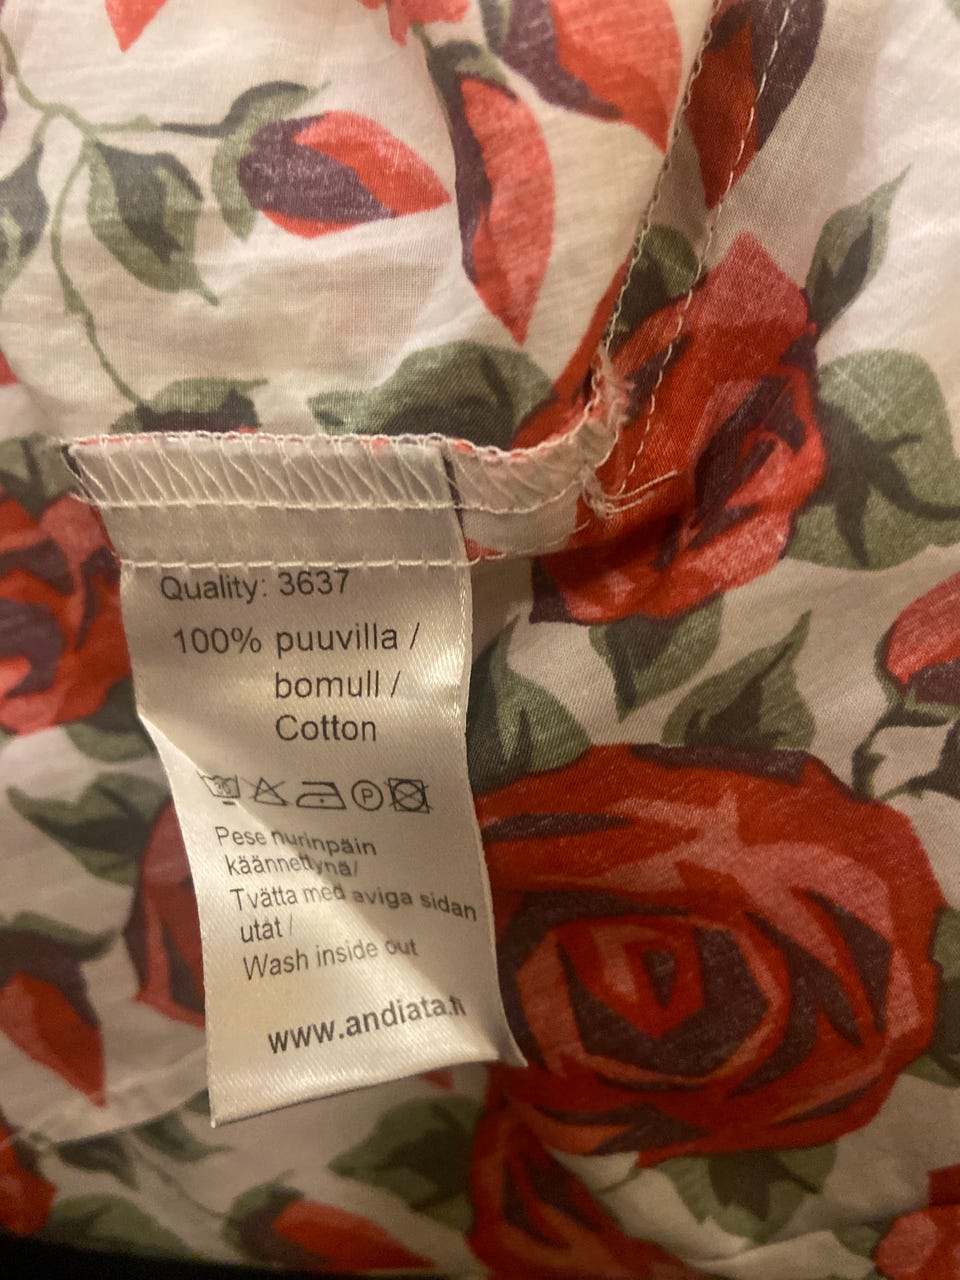 Quality: 3637
100% puuvilla /
bomull /
Cotton
P
Pese nurinpäin
käännettynä/
Tvätta med aviga sidan
utåt /
Wash inside out
www.andiata.fi